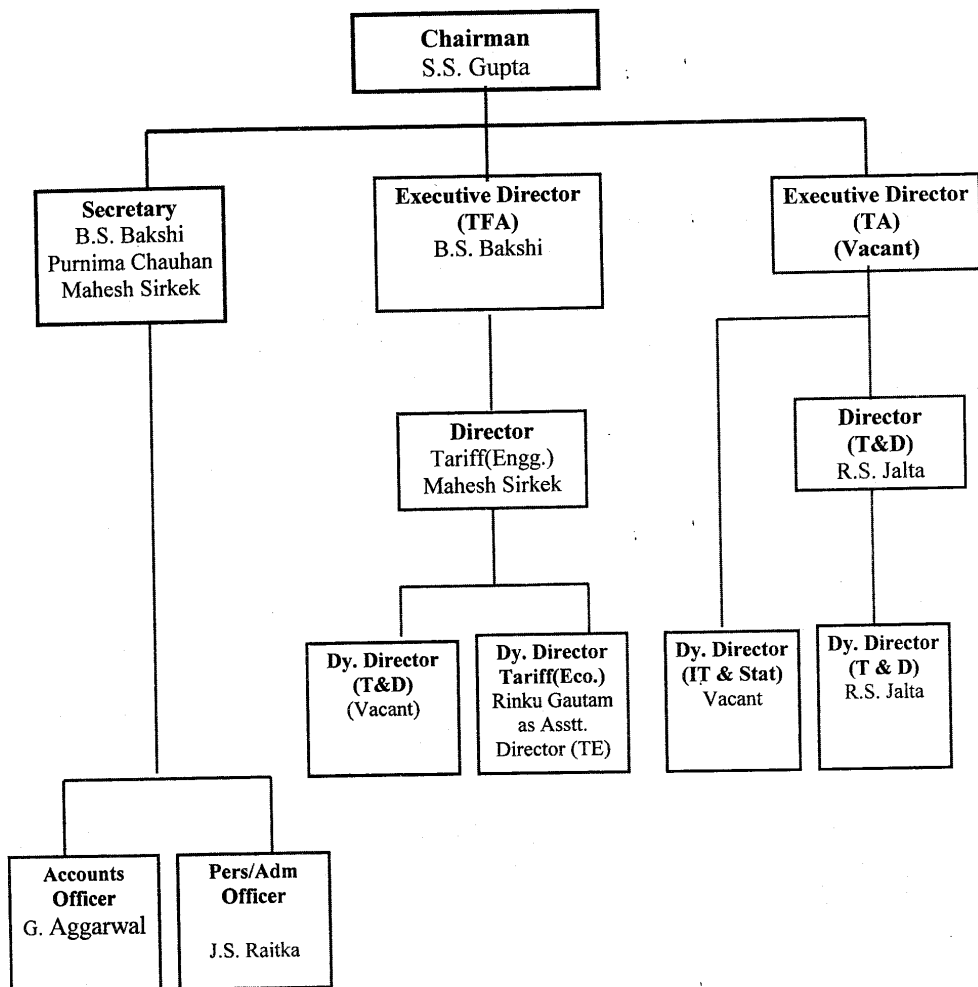 Chairman
S.S. Gupta
Secretary
B.S. Bakshi
Purnima Chauhan
Mahesh Sirkek
Executive Director
(TFA)
B.S. Bakshi
Executive Director
(TA)
(Vacant)
Director
Tariff(Engg.)
Mahesh Sirkek
Director
(T&D)
R.S. Jalta
Dy. Director
(T&D)
(Vacant)
Dy. Director
Tariff(Eco.)
Rinku Gautam
as Asstt.
Director (TE)
Dy. Director
(IT & Stat)
Vacant
Dy. Director
(T & D)
R.S. Jalta
Accounts
Officer
G. Aggarwal
Pers/Adm
Officer
J.S. Raitka